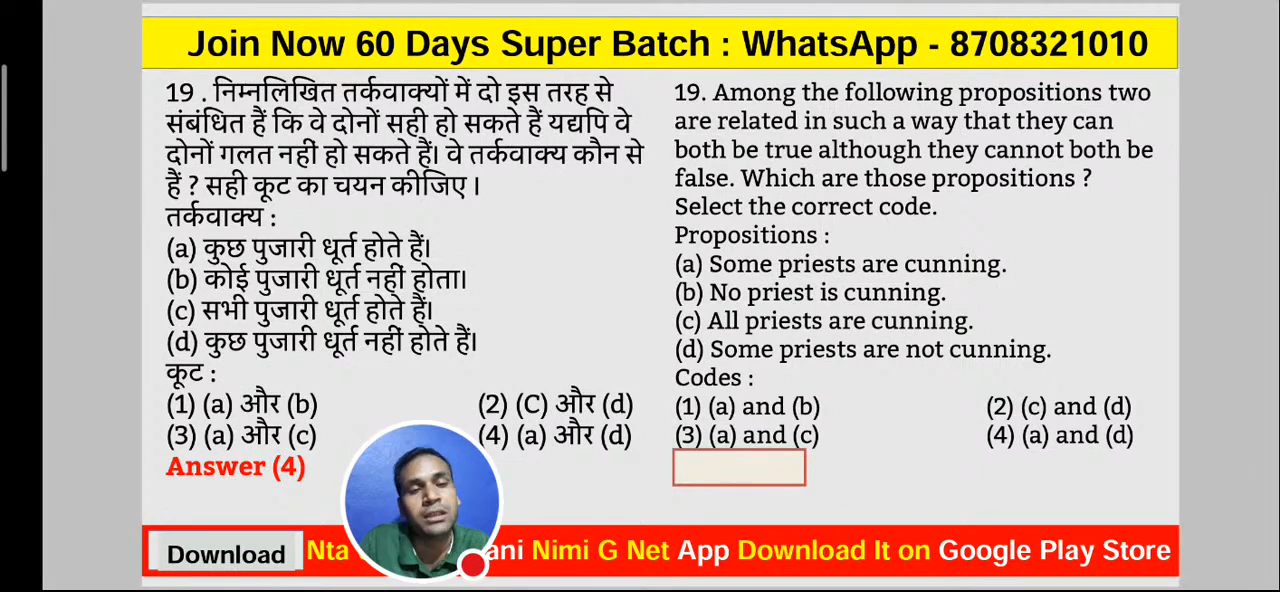 Join Now 60 Days Super Batch : WhatsApp - 8708321010
19 . निम्नलिखित तर्कवाक्यों में दो इस तरह से
संबंधित हैं कि वे दोनों सही हो सकते हैं यद्यपि वे
दोनों गलत नहीं हो सकते हैं। वे तर्कवाक्य कौन से
हैं ? सही कूट का चयन कीजिए ।
तर्कवाक्य :
(a) कुछ पुजारी धूर्त होते हैं।
(b) कोई पुजारी धूर्त नहीं होता।
(c) सभी पुजारी धूर्त होते हैं।
(d) कुछ पुजारी धूर्त नहीं होते हैं।
कूट :
(1) (a) और (b) (2) (C) और (d)
(3) (a) और (c) (4) (a) और (d)
Answer (4)
19. Among the following propositions two
are related in such a way that they can
both be true although they cannot both be
false. Which are those propositions ?
Select the correct code.
Propositions :
(a) Some priests are cunning.
(b) No priest is cunning.
(c) All priests are cunning.
(d) Some priests are not cunning.
Codes :
(1) (a) and (b) (2) (c) and (d)
(3) (a) and (c) (4) (a) and (d)
Download Nta ani Nimi G Net App Download It on Google Play Store